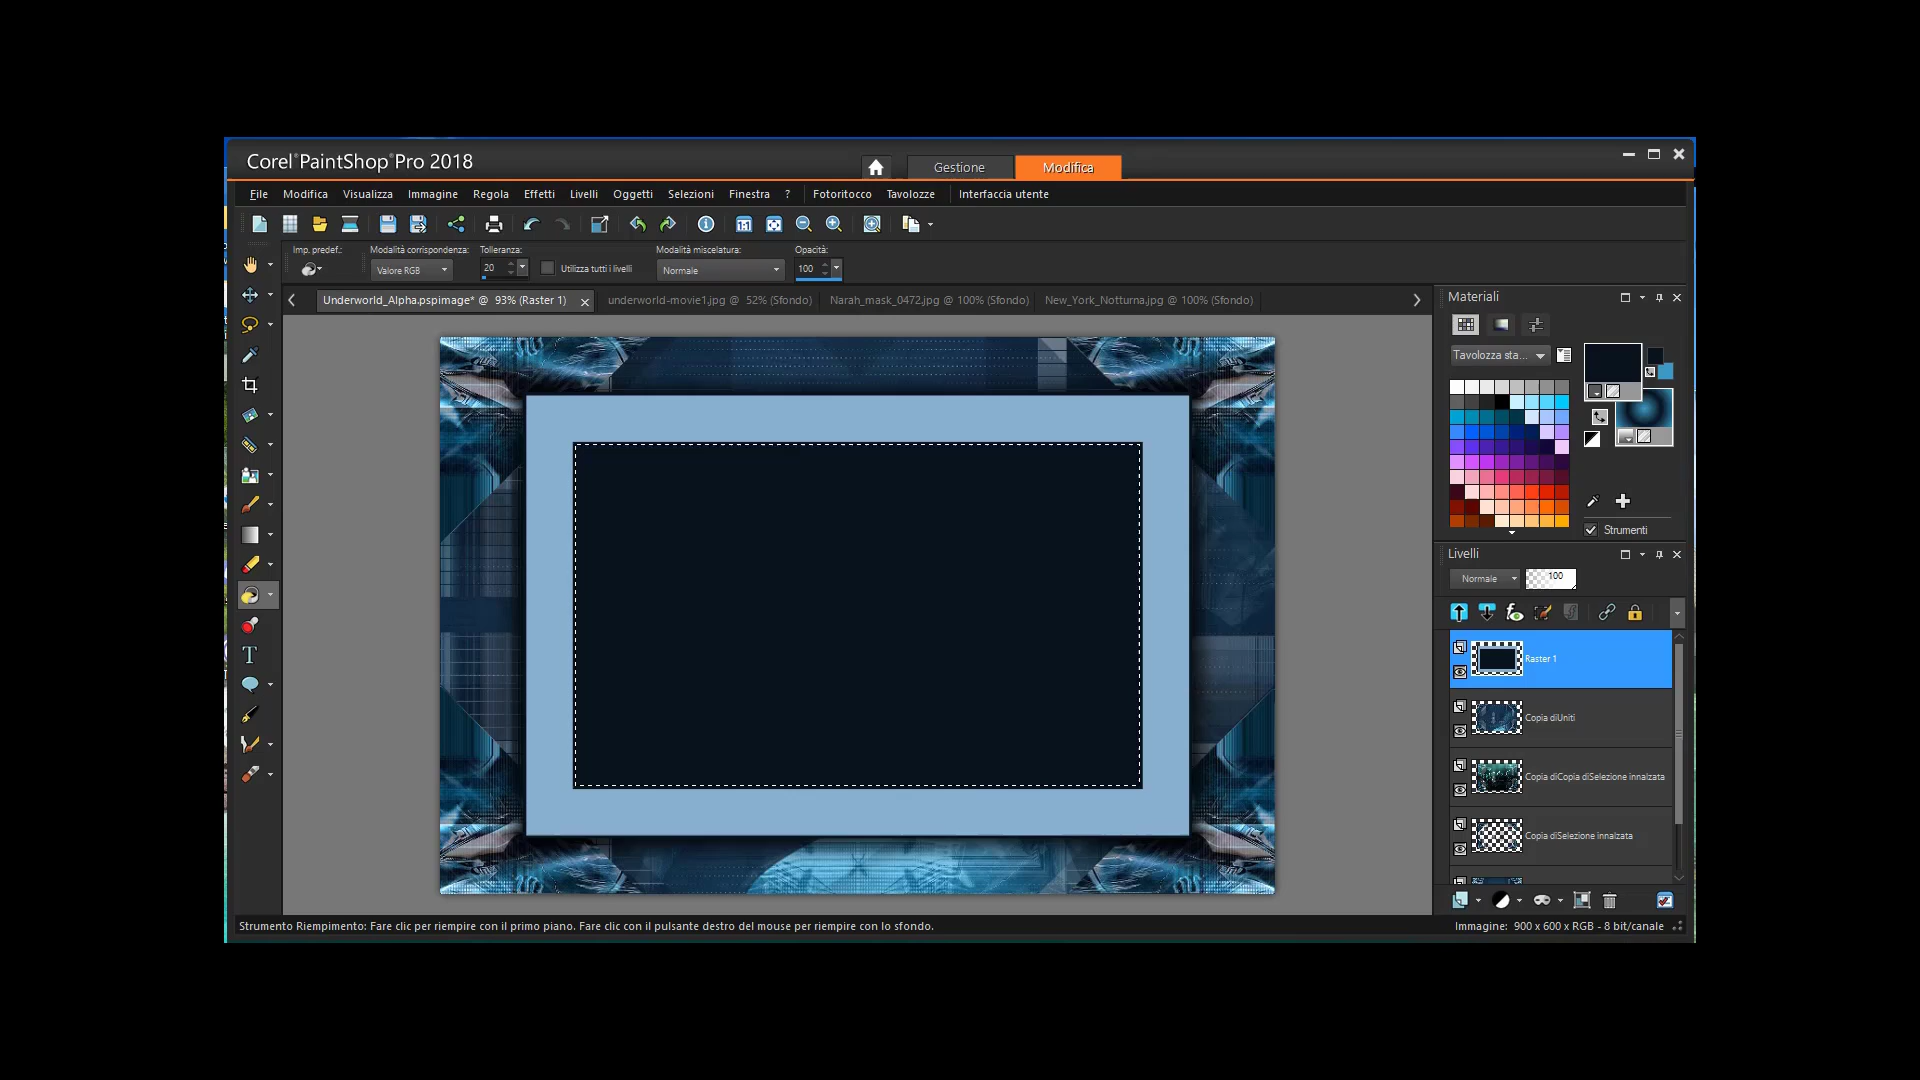 Corel®PaintShop®Pro 2018
Gestione
Modifica
File Modifica Visualizza Immagine Regola Effetti Livelli Oggetti Selezioni Finestra ? Fotoritocco Tavolozze Interfaccia utente
Imp. predef.: Modalità corrispondenza: Tolleranza: Modalità miscelatura: Opacità:
Valore RGB 20 Utilizza tutti i livelli Normale 100
Underworld_Alpha.pspimage* @ 93% (Raster 1) underworld-movie1.jpg @ 52% (Sfondo) Narah_mask_0472.jpg @ 100% (Sfondo) New_York_Notturna.jpg @ 100% (Sfondo)
Materiali
Tavolozza sta...
Strumenti
Livelli
Normale 100
Raster 1
Copia diUniti
Copia diCopia diSelezione innalzata
Copia diSelezione innalzata
Strumento Riempimento: Fare clic per riempire con il primo piano. Fare clic con il pulsante destro del mouse per riempire con lo sfondo.
Immagine: 900 x 600 x RGB - 8 bit/canale